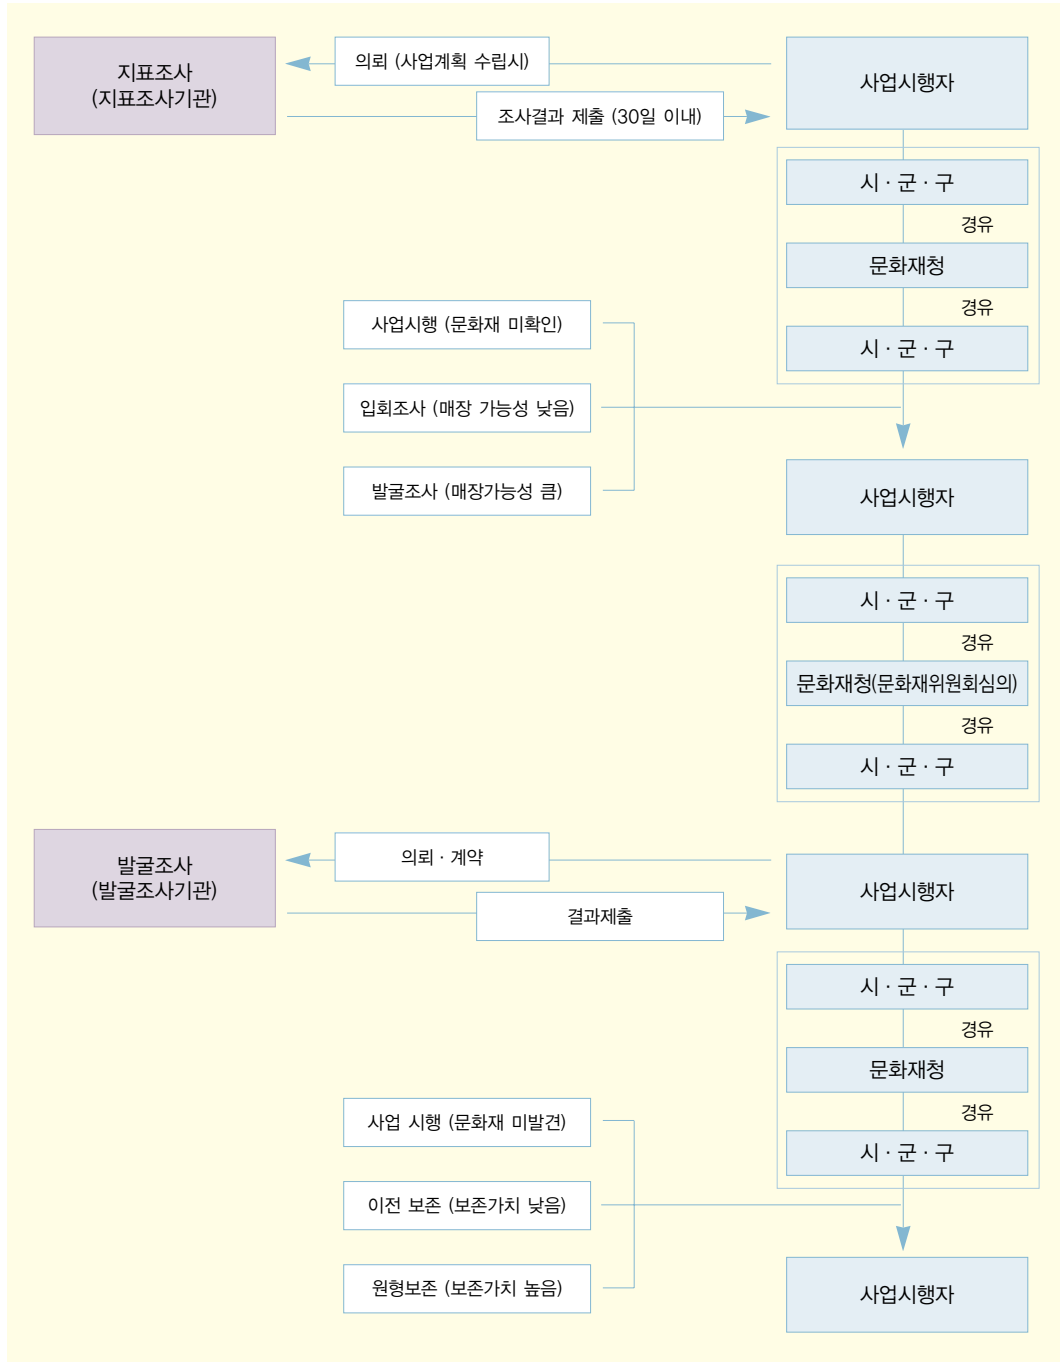 지표조사
(지표조사기관)
의뢰 (사업계획 수립시)
조사결과 제출 (30일 이내)
사업시행자
시 · 군 · 구
경유
문화재청
경유
시 · 군 · 구
사업시행 (문화재 미확인)
입회조사 (매장 가능성 낮음)
발굴조사 (매장가능성 큼)
사업시행자
시 · 군 · 구
경유
문화재청(문화재위원회심의)
경유
시 · 군 · 구
발굴조사
(발굴조사기관)
의뢰 · 계약
결과제출
사업시행자
시 · 군 · 구
경유
문화재청
경유
시 · 군 · 구
사업 시행 (문화재 미발견)
이전 보존 (보존가치 낮음)
원형보존 (보존가치 높음)
사업시행자